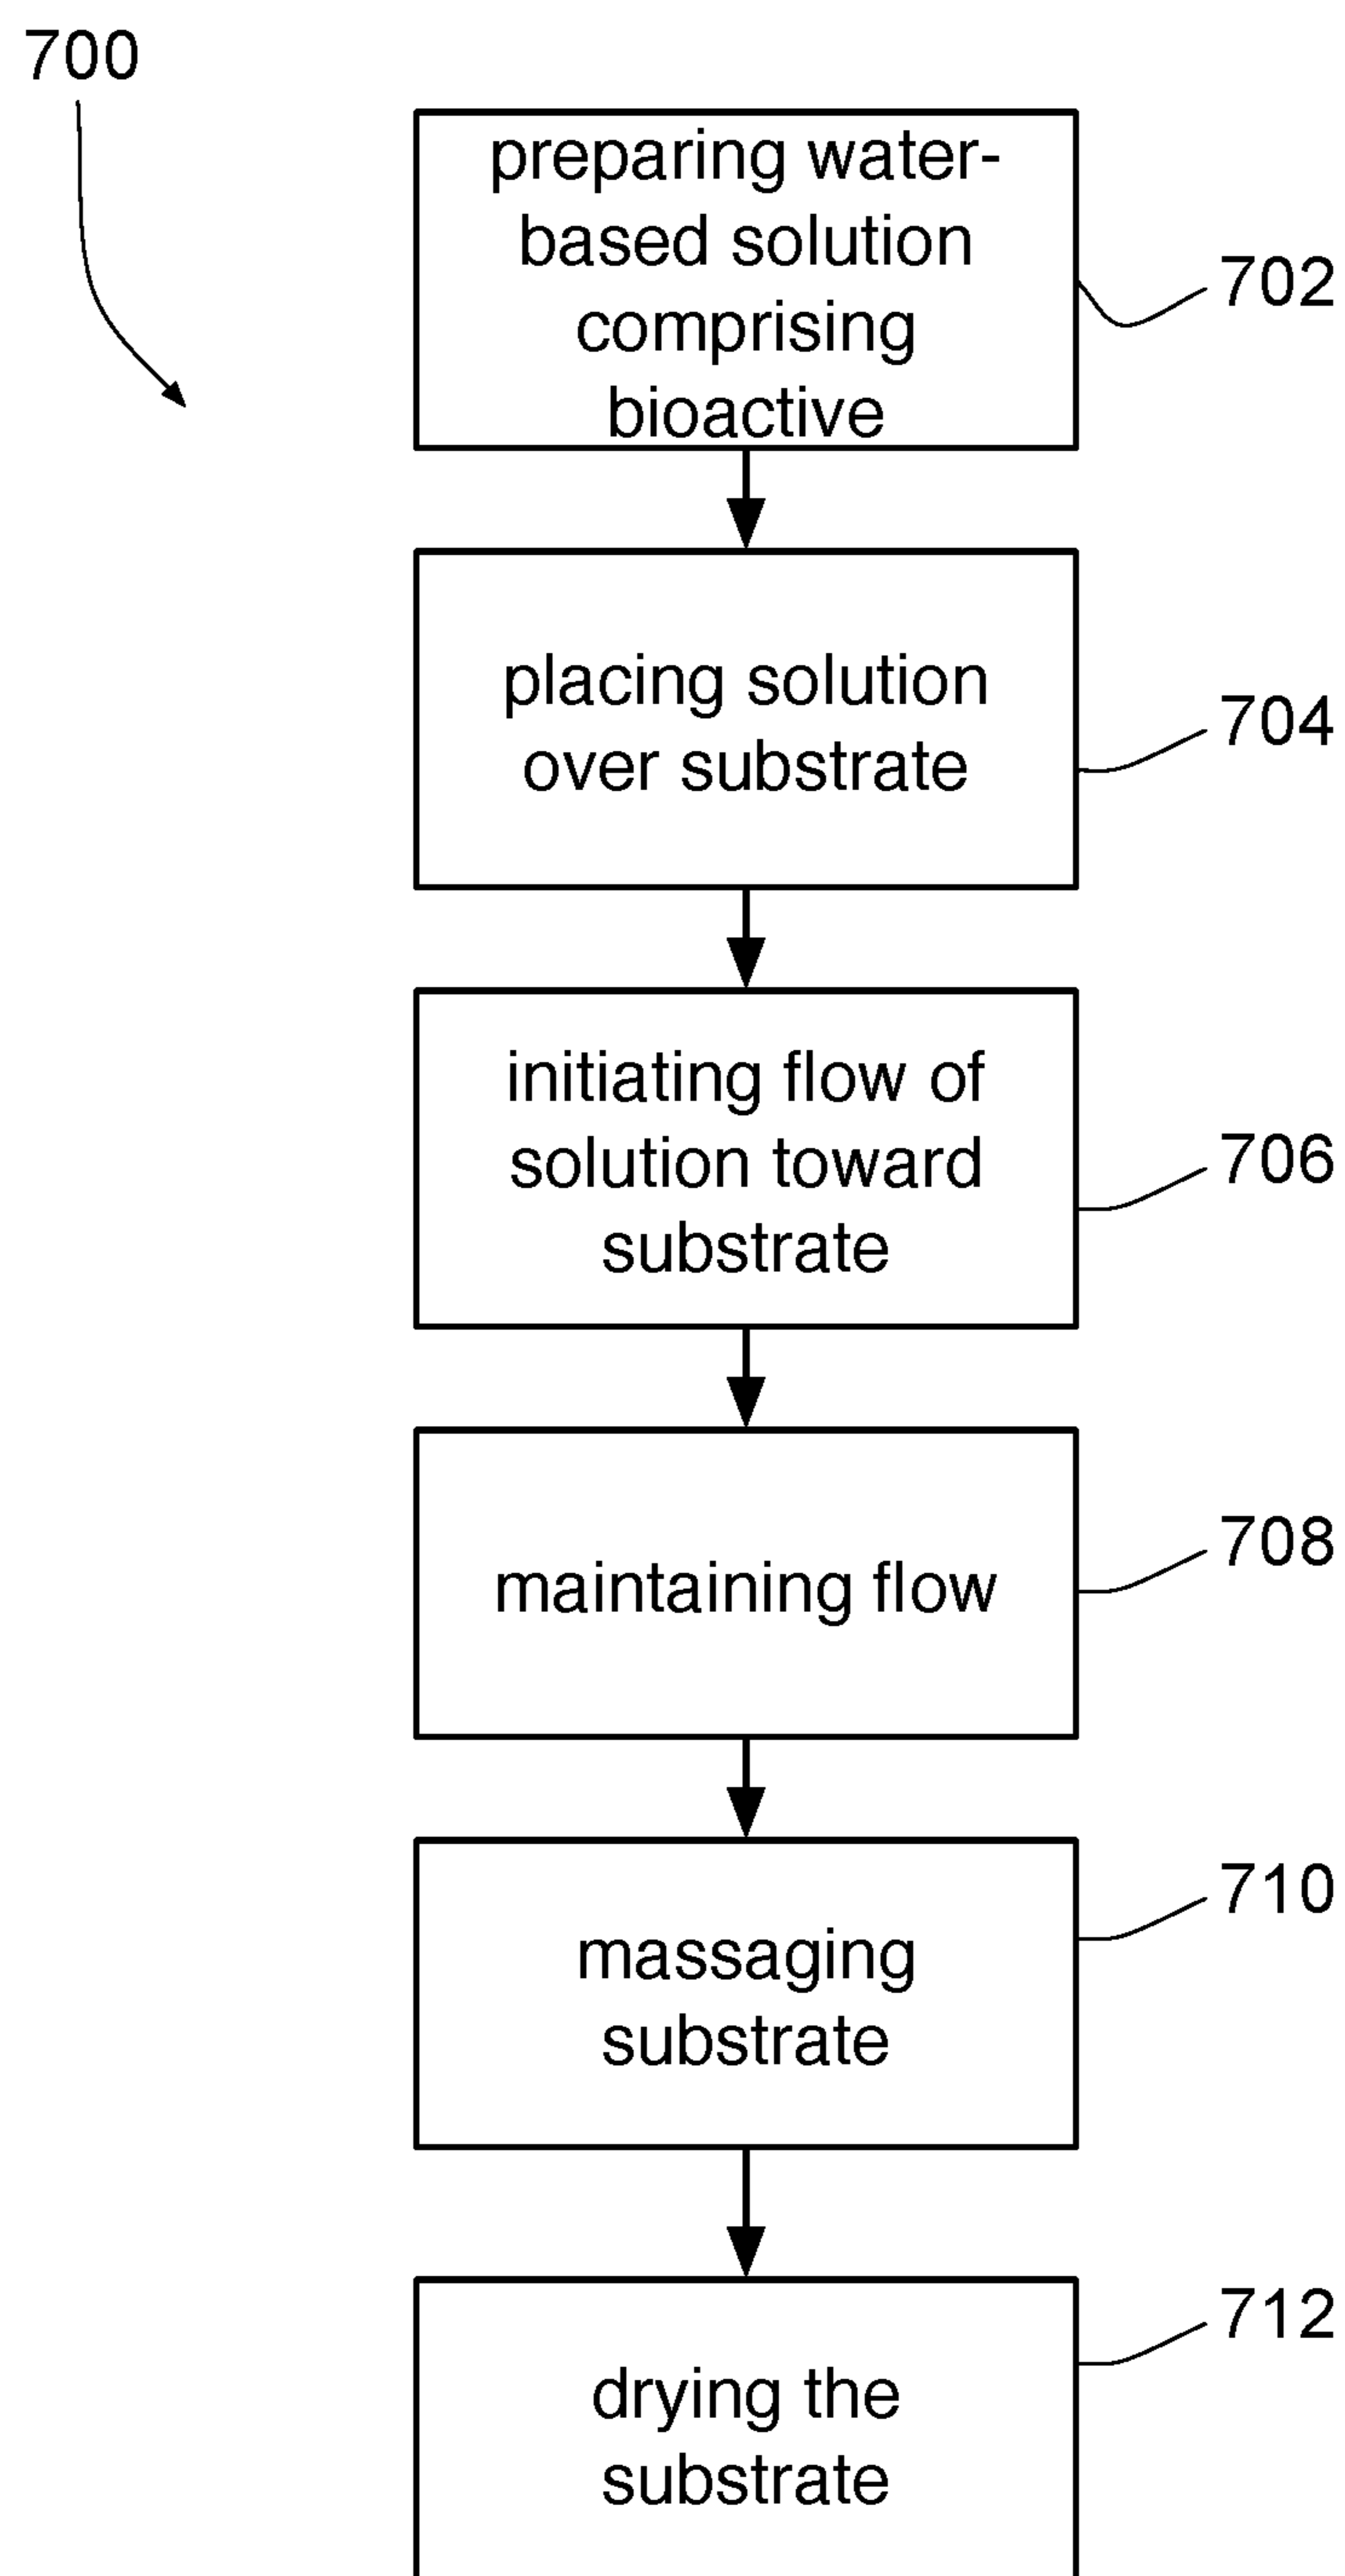 700
preparing water-
based solution
comprising
bioactive
702
placing solution
over substrate
704
initiating flow of
solution toward
substrate
706
maintaining flow
708
massaging
substrate
710
drying the
substrate
712